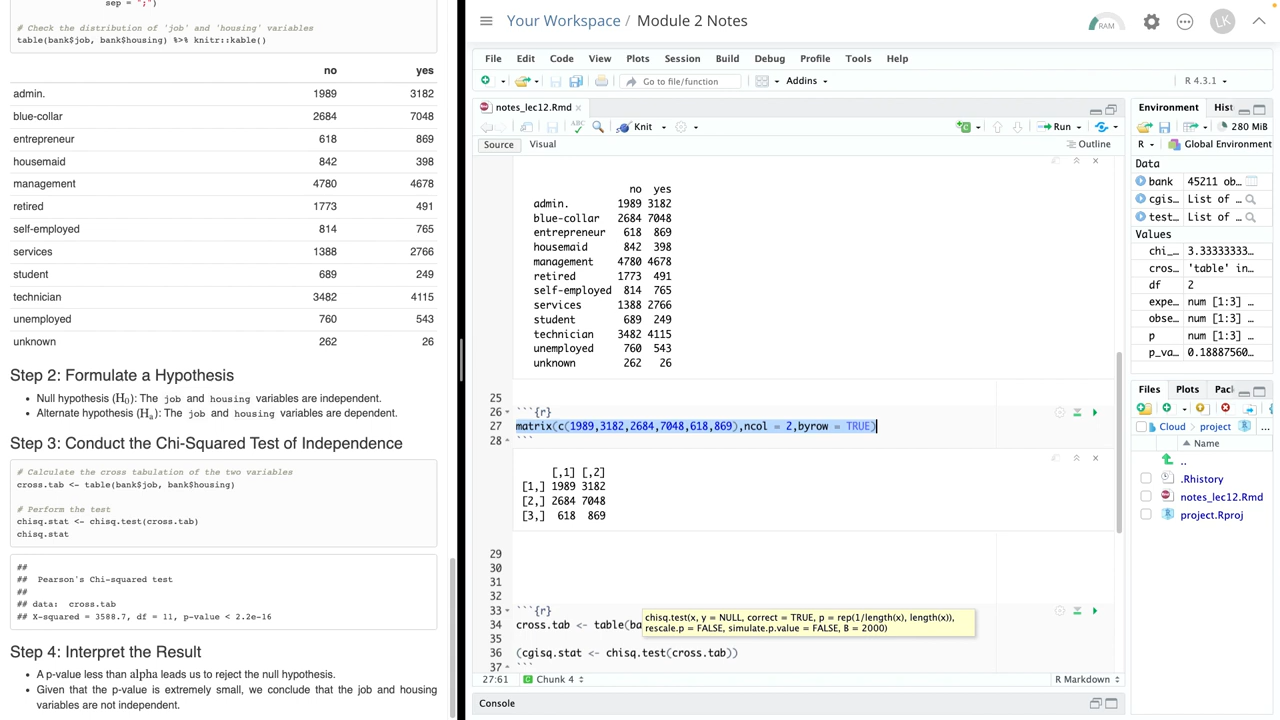 sep = ";")
# Check the distribution of 'job' and 'housing' variables
table(bank$job, bank$housing) %>% knitr::kable()
no yes
admin. 1989 3182
blue-collar 2684 7048
entrepreneur 618 869
housemaid 842 398
management 4780 4678
retired 1773 491
self-employed 814 765
services 1388 2766
student 689 249
technician 3482 4115
unemployed 760 543
unknown 262 26
Step 2: Formulate a Hypothesis
• Null hypothesis (H0): The job and housing variables are independent.
• Alternate hypothesis (Ha): The job and housing variables are dependent.
Step 3: Conduct the Chi-Squared Test of Independence
# Calculate the cross tabulation of the two variables
cross.tab <- table(bank$job, bank$housing)
# Perform the test
chisq.stat <- chisq.test(cross.tab)
chisq.stat
##
## Pearson's Chi-squared test
##
## data: cross.tab
## X-squared = 3588.7, df = 11, p-value < 2.2e-16
Step 4: Interpret the Result
• A p-value less than alpha leads us to reject the null hypothesis.
• Given that the p-value is extremely small, we conclude that the job and housing
variables are not independent.
Your Workspace / Module 2 Notes
RAM
LK
File Edit Code View Plots Session Build Debug Profile Tools Help
Go to file/function
Addins
R 4.3.1
notes_lec12.Rmd
ABC
Knit
Run
Source Visual
Outline
no yes
admin. 1989 3182
blue-collar 2684 7048
entrepreneur 618 869
housemaid 842 398
management 4780 4678
retired 1773 491
self-employed 814 765
services 1388 2766
student 689 249
technician 3482 4115
unemployed 760 543
unknown 262 26
25
26 ```{r}
27 matrix(c(1989,3182,2684,7048,618,869),ncol = 2,byrow = TRUE)
28 ```
[,1] [,2]
[1,] 1989 3182
[2,] 2684 7048
[3,] 618 869
29
30
31
32
33 ```{r}
34 cross.tab <- table(ba
chisq.test(x, y = NULL, correct = TRUE, p = rep(1/length(x), length(x)),
rescale.p = FALSE, simulate.p.value = FALSE, B = 2000)
35
36 (cgisq.stat <- chisq.test(cross.tab))
37 ```
27:61 Chunk 4 R Markdown
Console
Environment Hist
280 MiB
R Global Environment
Data
bank 45211 ob…
cgis… List of …
test… List of …
Values
chi_… 3.33333333…
cros… 'table' in…
df 2
expe… num [1:3] …
obse… num [1:3] …
p num [1:3] …
p_va… 0.18887560…
Files Plots Pac
Cloud project
Name
..
.Rhistory
notes_lec12.Rmd
project.Rproj